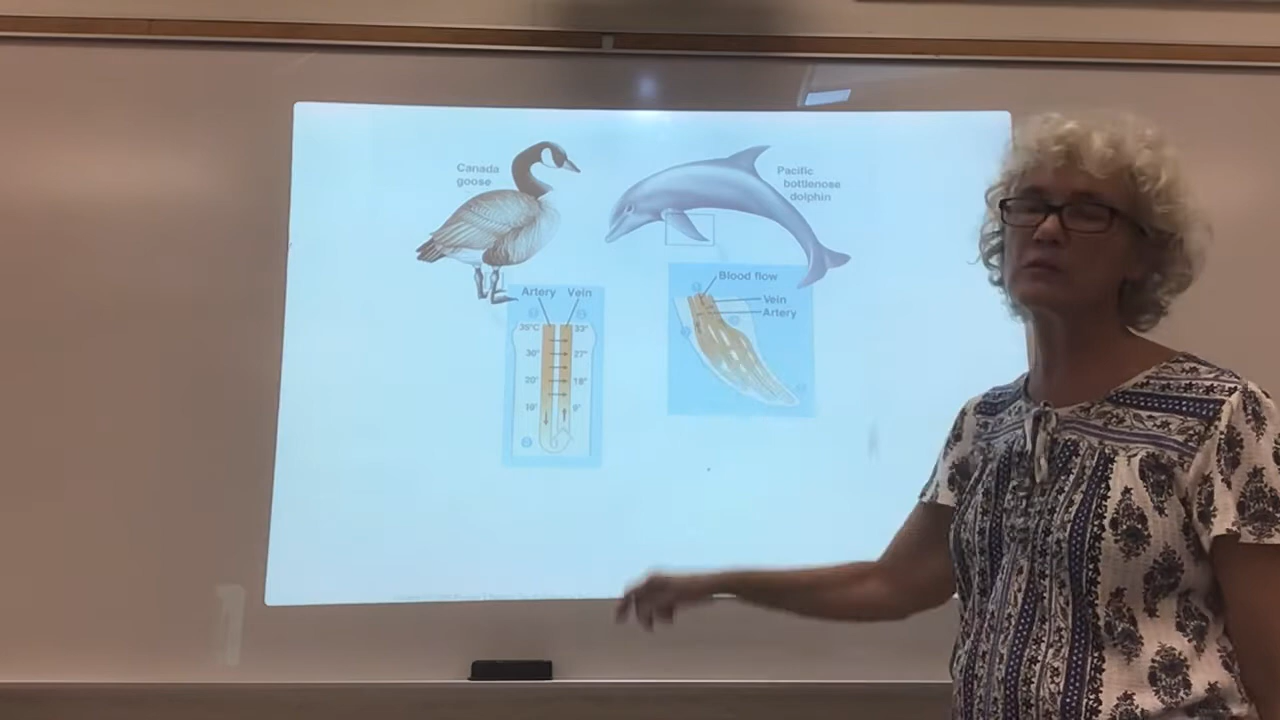 Canada
goose
Pacific
bottlenose
dolphin
Artery Vein
35°C 33°
30° 27°
20° 18°
10° 9°
Blood flow
Vein
Artery